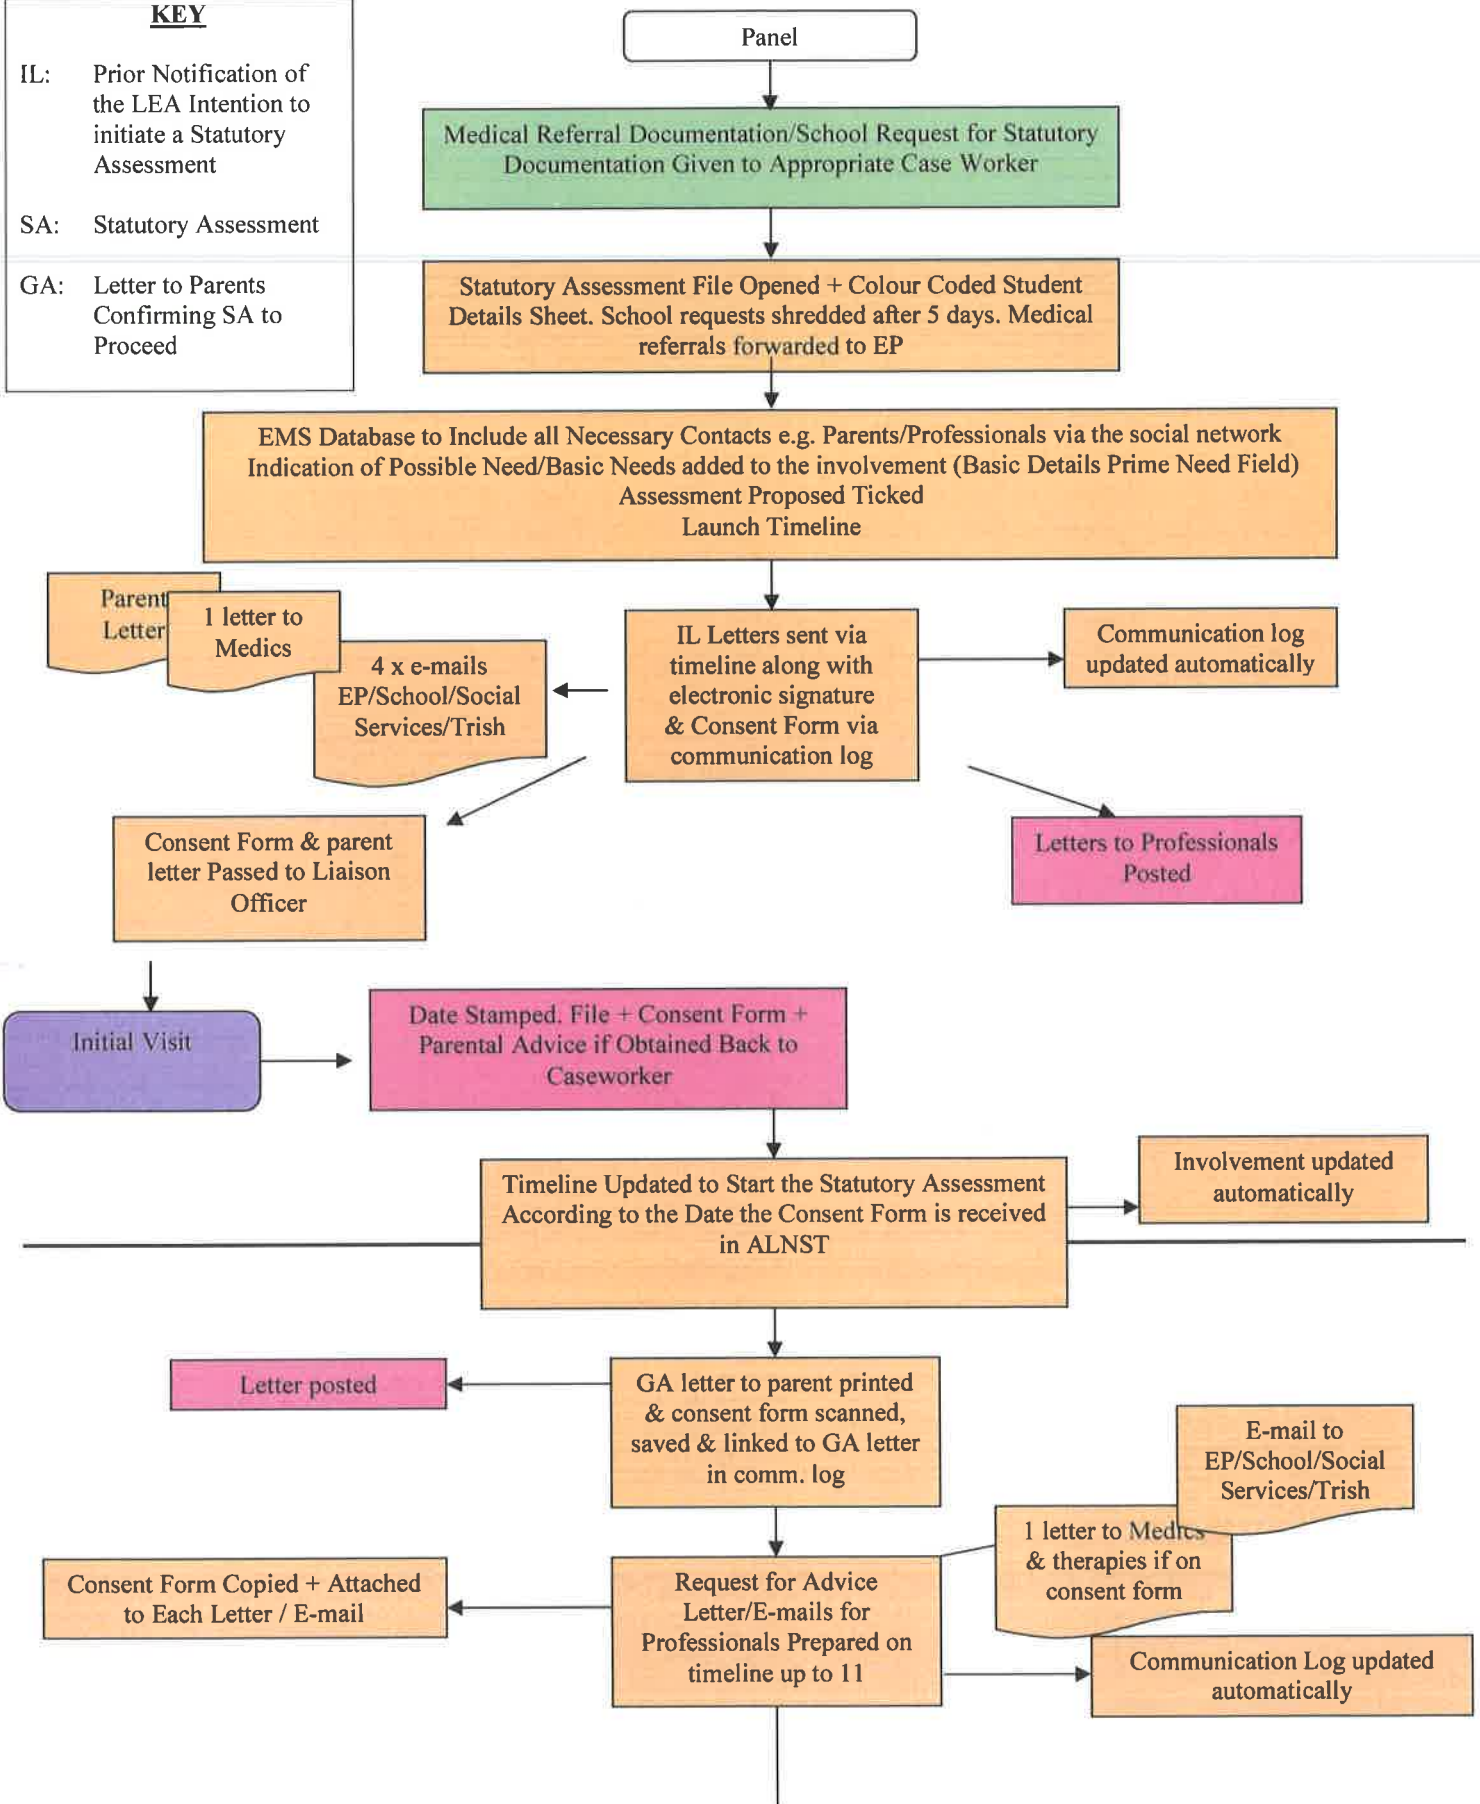 KEY
IL: Prior Notification of
the LEA Intention to
initiate a Statutory
Assessment
SA: Statutory Assessment
GA: Letter to Parents
Confirming SA to
Proceed
Panel
Medical Referral Documentation/School Request for Statutory
Documentation Given to Appropriate Case Worker
Statutory Assessment File Opened + Colour Coded Student
Details Sheet. School requests shredded after 5 days. Medical
referrals forwarded to EP
EMS Database to Include all Necessary Contacts e.g. Parents/Professionals via the social network
Indication of Possible Need/Basic Needs added to the involvement (Basic Details Prime Need Field)
Assessment Proposed Ticked
Launch Timeline
Parent
Letter
1 letter to
Medics
4 x e-mails
EP/School/Social
Services/Trish
IL Letters sent via
timeline along with
electronic signature
& Consent Form via
communication log
Communication log
updated automatically
Consent Form & parent
letter Passed to Liaison
Officer
Letters to Professionals
Posted
Initial Visit
Date Stamped. File + Consent Form +
Parental Advice if Obtained Back to
Caseworker
Timeline Updated to Start the Statutory Assessment
According to the Date the Consent Form is received
in ALNST
Involvement updated
automatically
Letter posted
GA letter to parent printed
& consent form scanned,
saved & linked to GA letter
in comm. log
E-mail to
EP/School/Social
Services/Trish
1 letter to Medics
& therapies if on
consent form
Consent Form Copied + Attached
to Each Letter / E-mail
Request for Advice
Letter/E-mails for
Professionals Prepared on
timeline up to 11
Communication Log updated
automatically